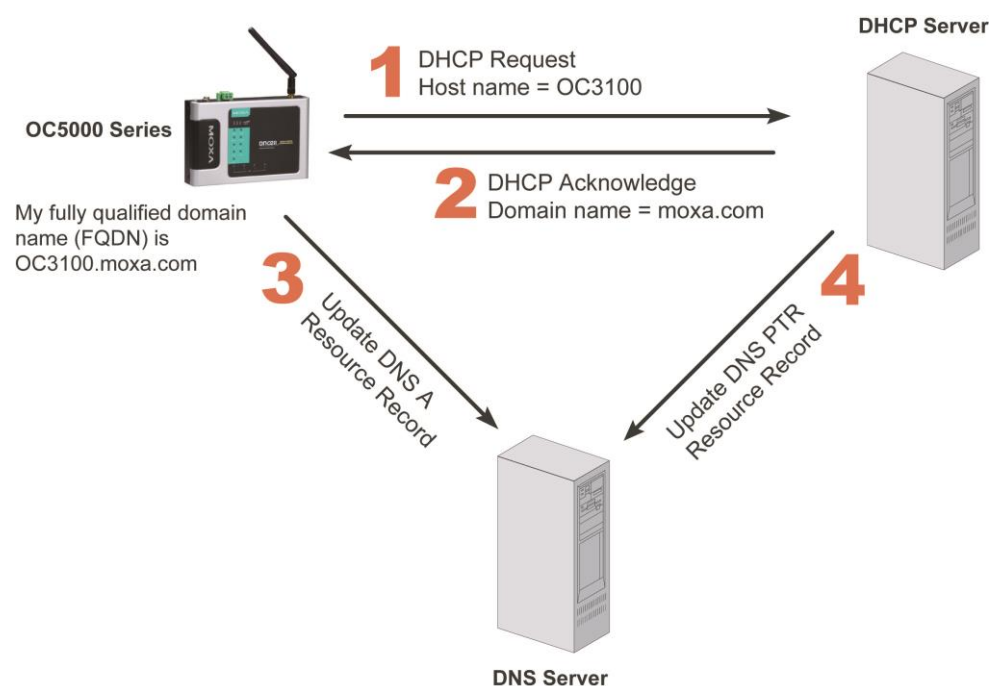 DHCP Server
1
DHCP Request
Host name = OC3100
OC5000 Series
MOXA
2
DHCP Acknowledge
Domain name = moxa.com
My fully qualified domain
name (FQDN) is
OC3100.moxa.com
3
Update DNS A
Resource Record
4
Update DNS PTR
Resource Record
DNS Server